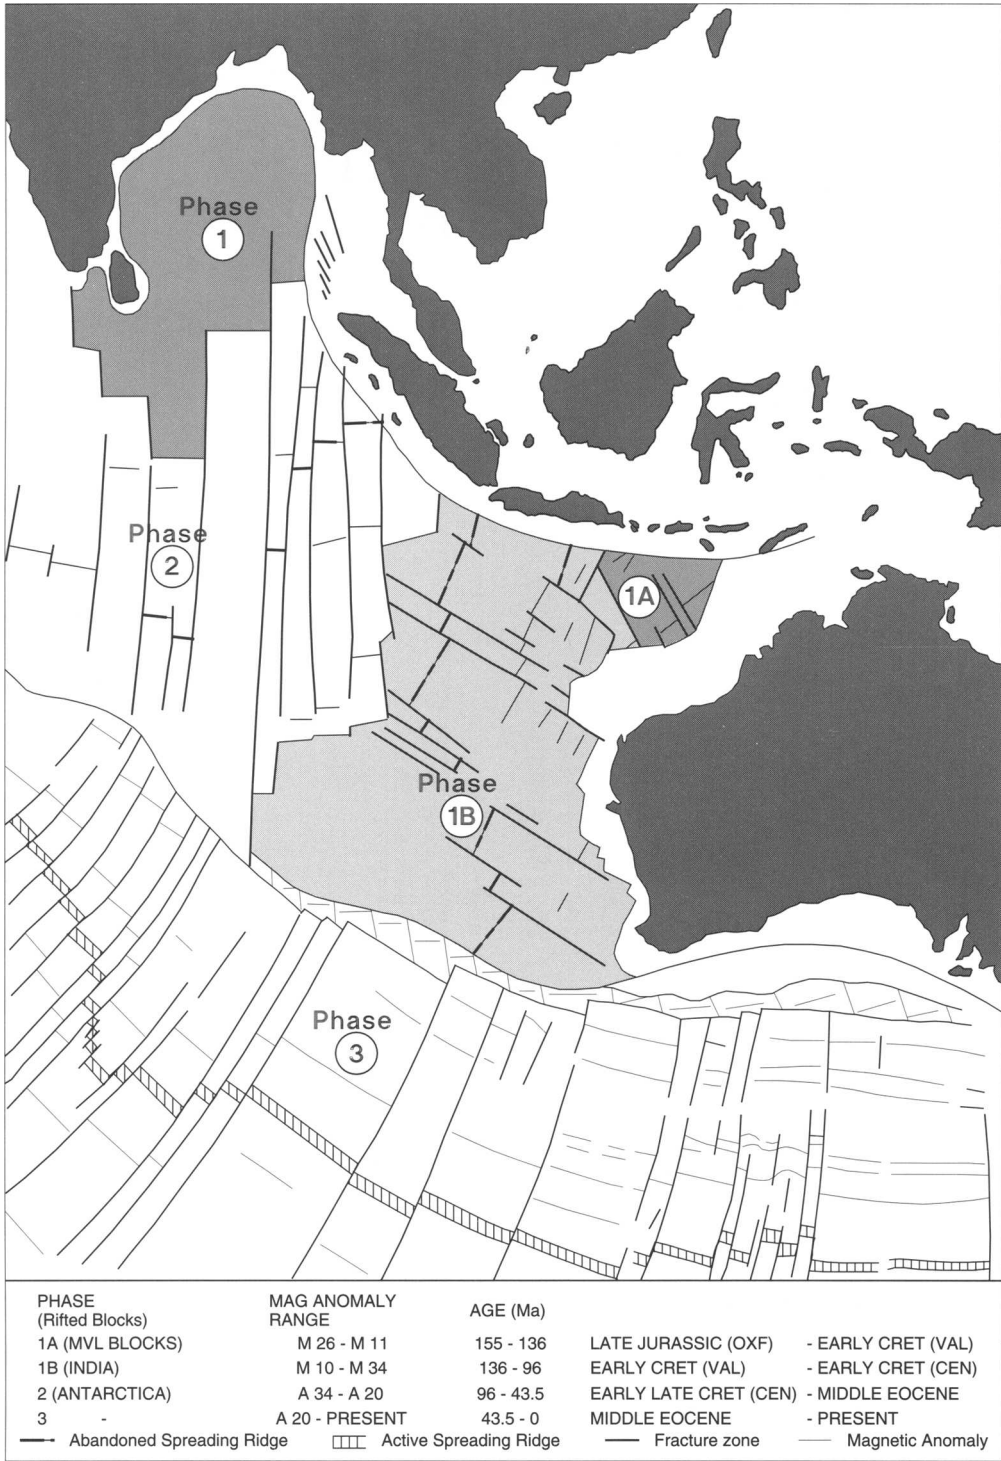 Phase
1
Phase
2
1A
Phase
1B
Phase
3
PHASE
(Rifted Blocks)
MAG ANOMALY
RANGE
AGE (Ma)
1A (MVL BLOCKS) M 26 - M 11 155 - 136 LATE JURASSIC (OXF) - EARLY CRET (VAL)
1B (INDIA) M 10 - M 34 136 - 96 EARLY CRET (VAL) - EARLY CRET (CEN)
2 (ANTARCTICA) A 34 - A 20 96 - 43.5 EARLY LATE CRET (CEN) - MIDDLE EOCENE
3 - A 20 - PRESENT 43.5 - 0 MIDDLE EOCENE - PRESENT
Abandoned Spreading Ridge Active Spreading Ridge Fracture zone Magnetic Anomaly